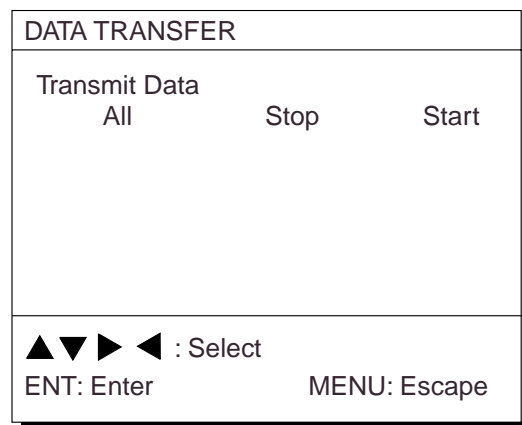 DATA TRANSFER
Transmit Data
All Stop Start
▲▼▶◀ : Select
ENT: Enter MENU: Escape